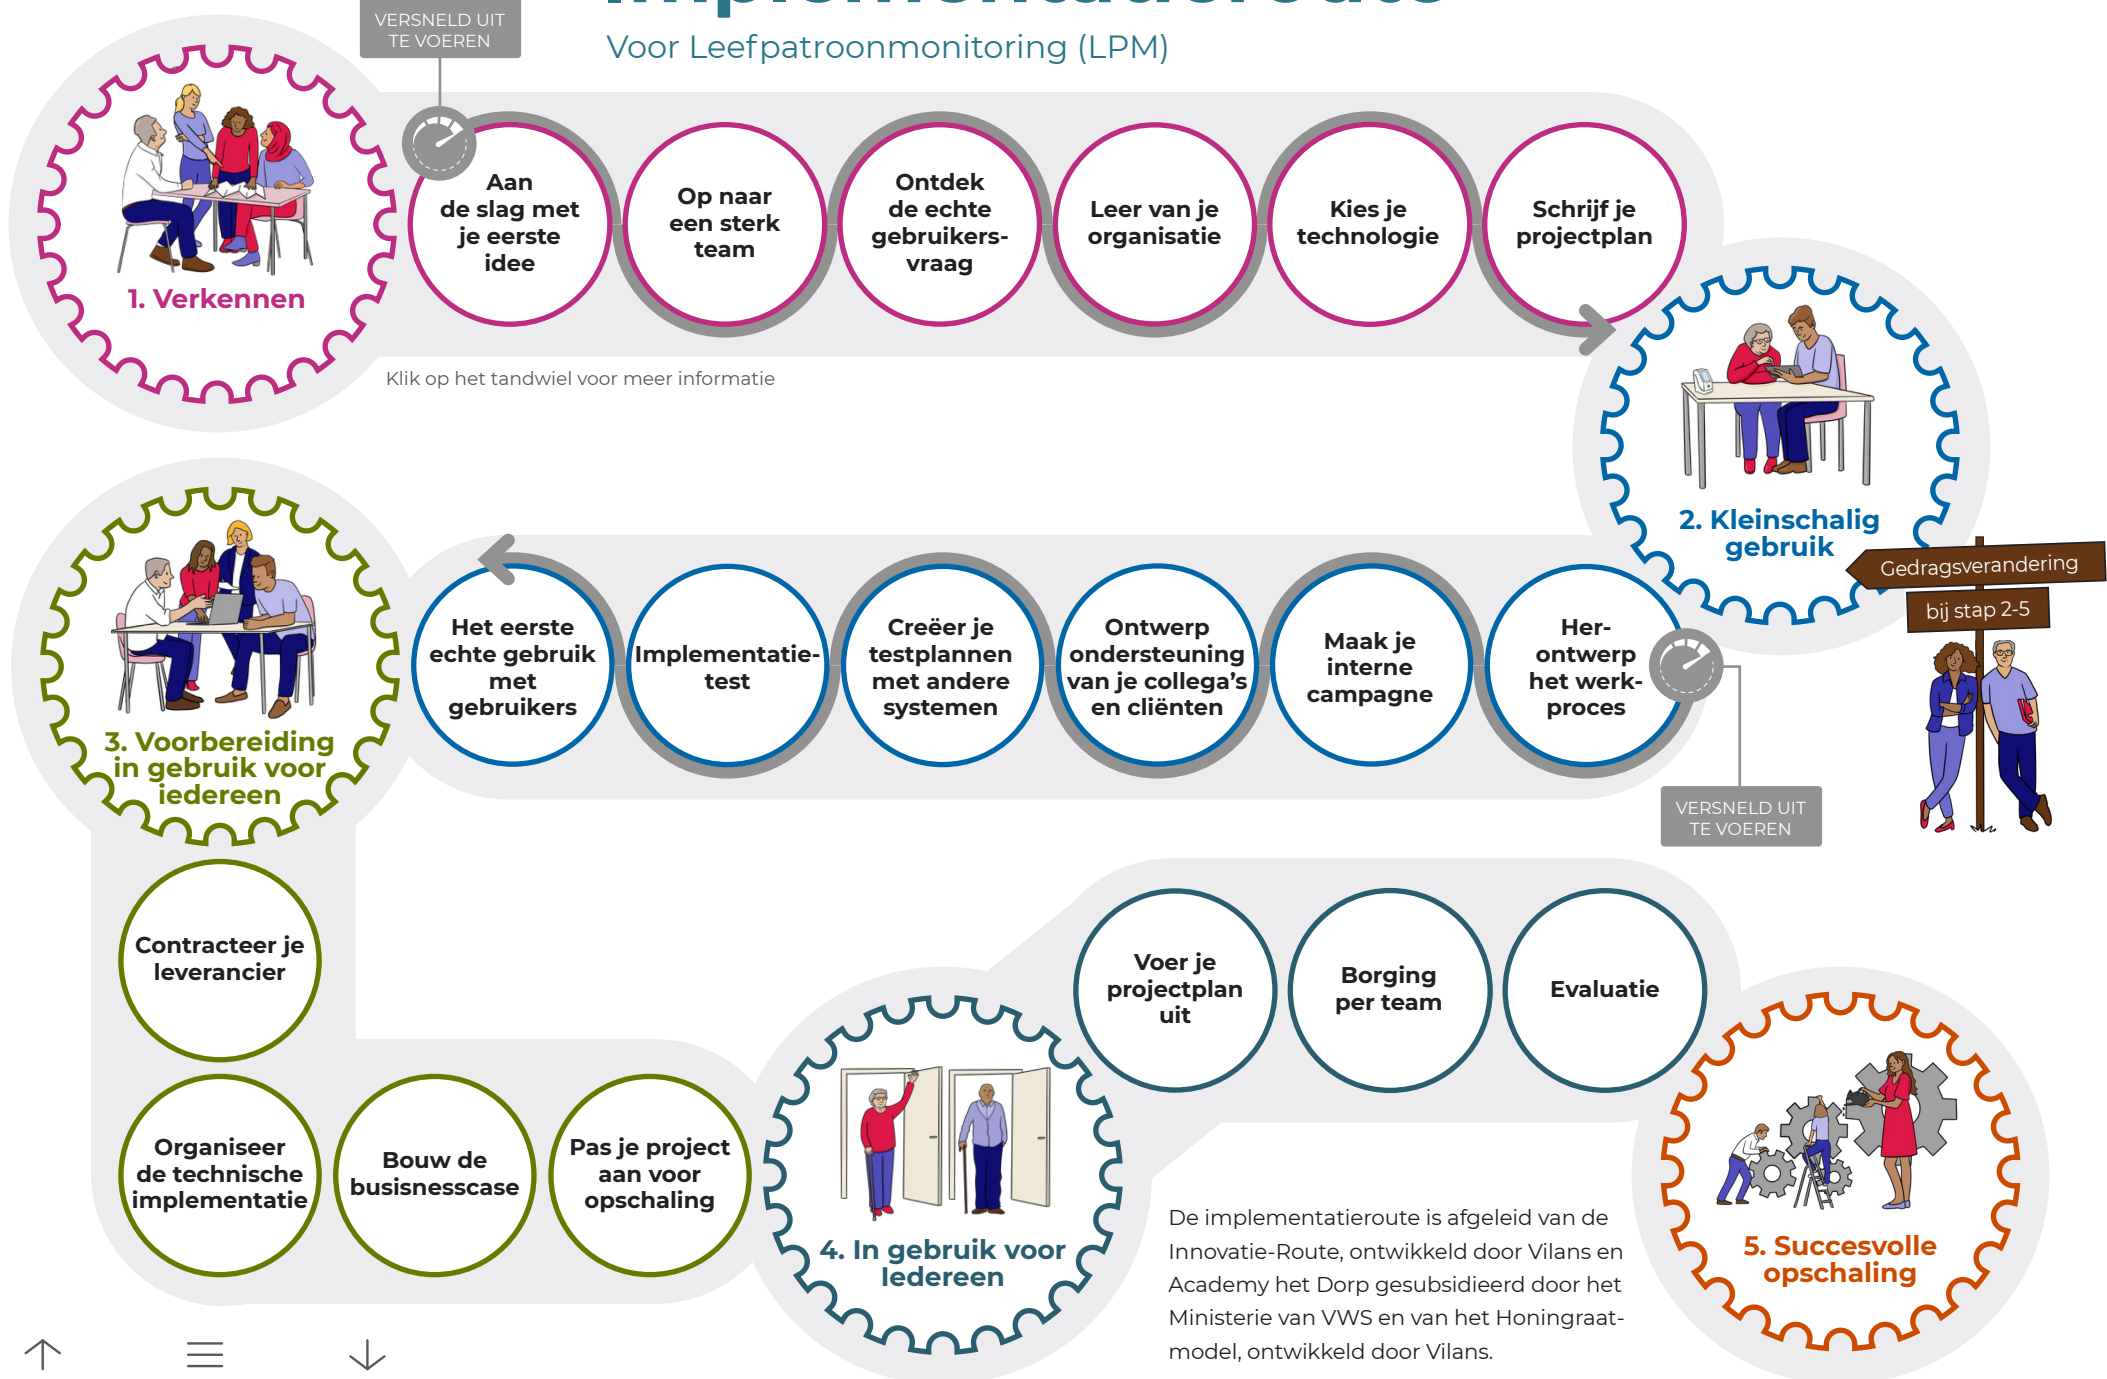 VERSNELD UIT
TE VOEREN
Implementatieroute
Voor Leefpatroonmonitoring (LPM)
1. Verkennen
Aan
de slag met
je eerste
idee
Op naar
een sterk
team
Ontdek
de echte
gebruikers-
vraag
Leer van je
organisatie
Kies je
technologie
Schrijf je
projectplan
Klik op het tandwiel voor meer informatie
2. Kleinschalig
gebruik
Gedragsverandering
bij stap 2-5
Her-
ontwerp
het werk-
proces
Maak je
interne
campagne
Ontwerp
ondersteuning
van je collega's
en cliënten
Creëer je
testplannen
met andere
systemen
Implementatie-
test
Het eerste
echte gebruik
met
gebruikers
VERSNELD UIT
TE VOEREN
3. Voorbereiding
in gebruik voor
iedereen
Contracteer je
leverancier
Organiseer
de technische
implementatie
Bouw de
busisnesscase
Pas je project
aan voor
opschaling
4. In gebruik voor
Iedereen
Voer je
projectplan
uit
Borging
per team
Evaluatie
5. Succesvolle
opschaling
De implementatieroute is afgeleid van de
Innovatie-Route, ontwikkeld door Vilans en
Academy het Dorp gesubsidieerd door het
Ministerie van VWS en van het Honingraat-
model, ontwikkeld door Vilans.